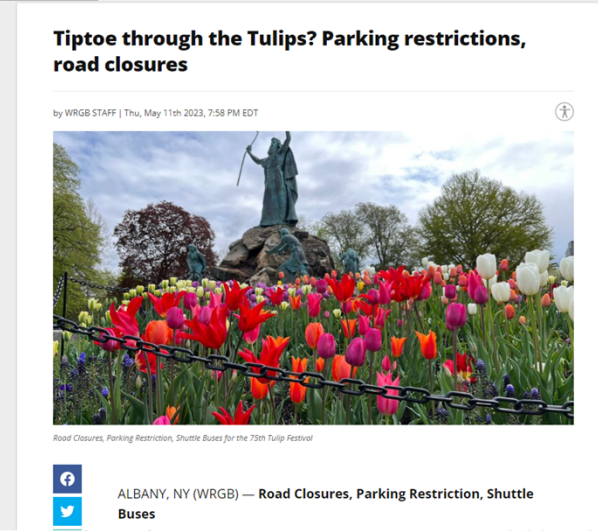 Tiptoe through the Tulips? Parking restrictions,
road closures
by WRGB STAFF | Thu, May 11th 2023, 7:58 PM EDT
Road Closures, Parking Restriction, Shuttle Buses for the 75th Tulip Festival
ALBANY, NY (WRGB) — Road Closures, Parking Restriction, Shuttle
Buses